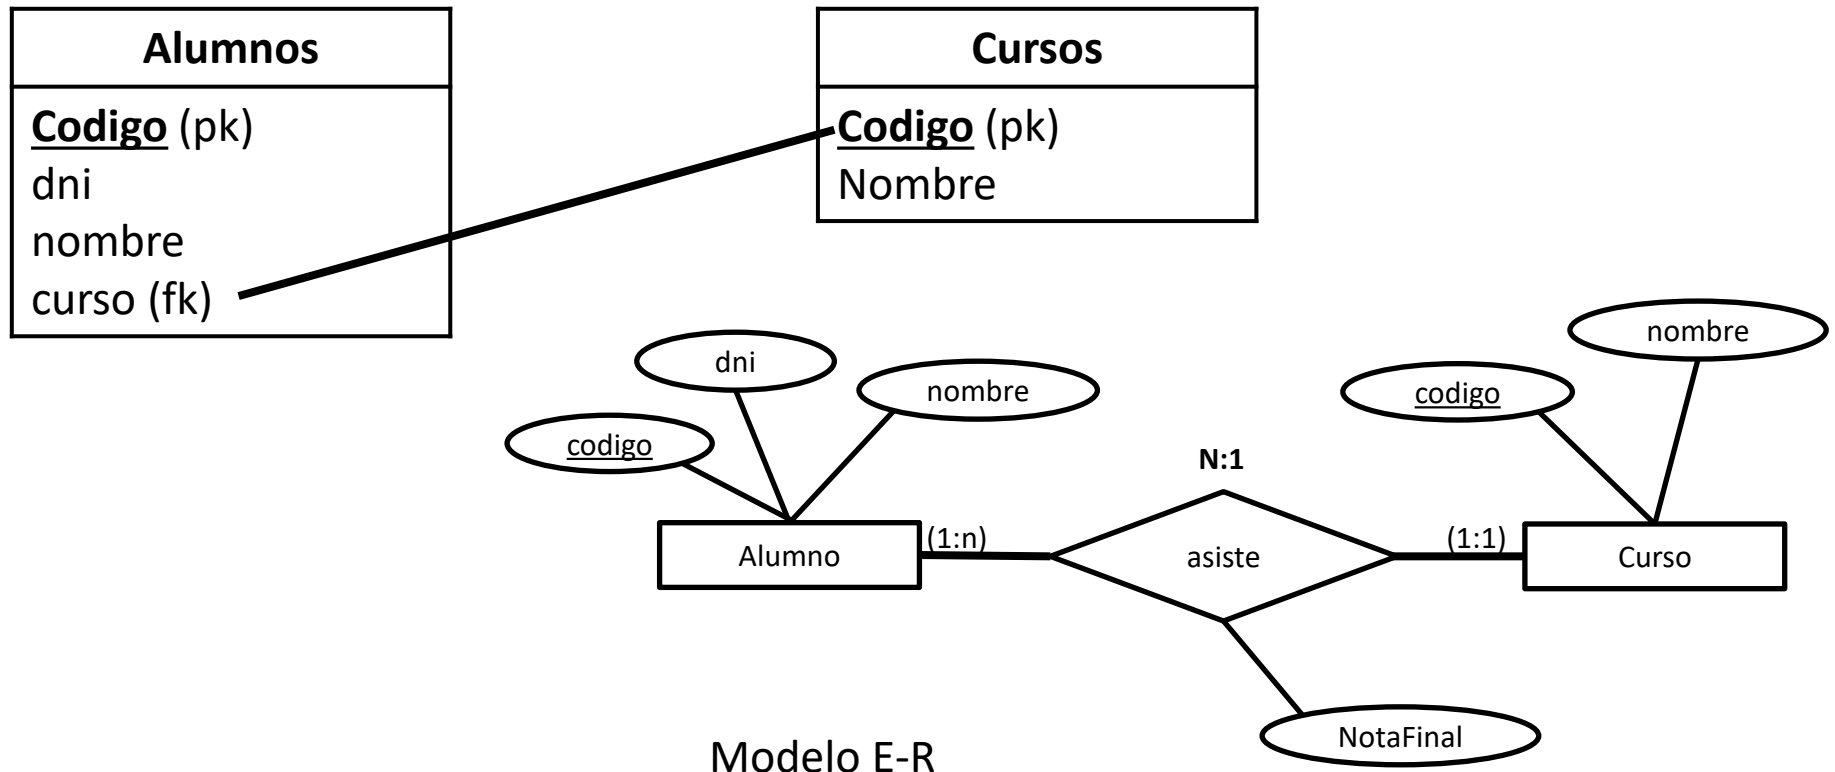 Alumnos
Codigo (pk)
dni
nombre
curso (fk)
Cursos
Codigo (pk)
Nombre
dni
nombre
codigo
nombre
codigo
N:1
Alumno
(1:n)
asiste
(1:1)
Curso
NotaFinal
Modelo E-R